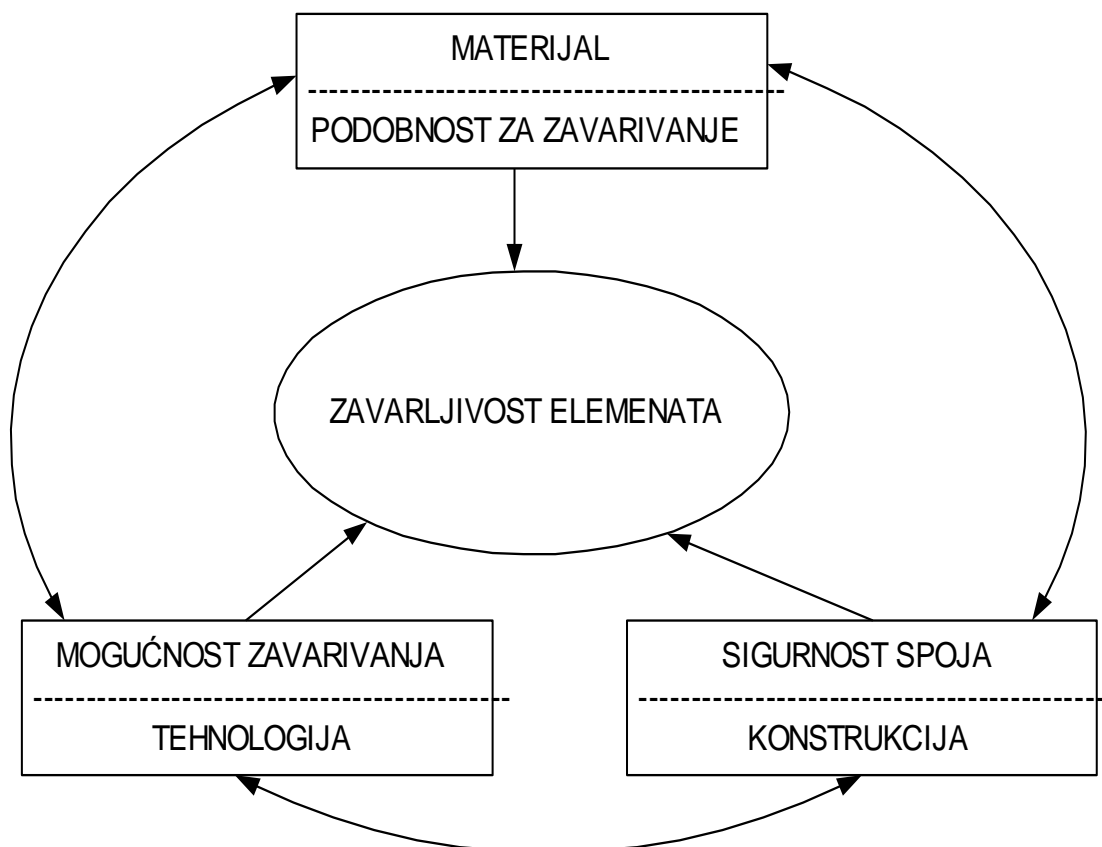 MATERIJAL
PODOBNOST ZA ZAVARIVANJE
ZAVARLJIVOST ELEMENATA
MOGUĆNOST ZAVARIVANJA
TEHNOLOGIJA
SIGURNOST SPOJA
KONSTRUKCIJA